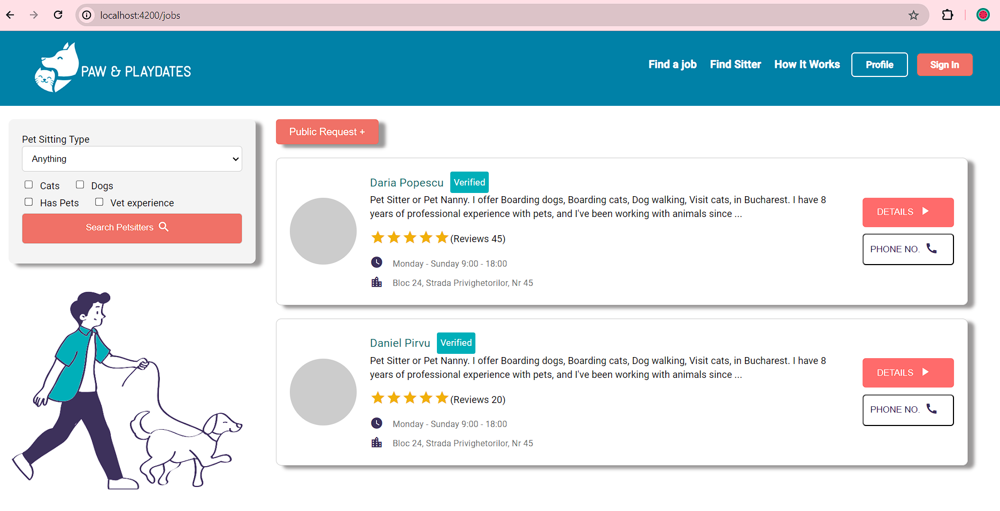 localhost:4200/jobs
PAW & PLAYDATES
Find a job Find Sitter How It Works Profile Sign In
Pet Sitting Type
Anything
Cats Dogs
Has Pets Vet experience
Search Petsitters
Public Request +
Daria Popescu Verified
Pet Sitter or Pet Nanny. I offer Boarding dogs, Boarding cats, Dog walking, Visit cats, in Bucharest. I have 8
years of professional experience with pets, and I've been working with animals since ...
(Reviews 45)
Monday - Sunday 9:00 - 18:00
Bloc 24, Strada Privighetorilor, Nr 45
DETAILS
PHONE NO.
Daniel Pirvu Verified
Pet Sitter or Pet Nanny. I offer Boarding dogs, Boarding cats, Dog walking, Visit cats, in Bucharest. I have 8
years of professional experience with pets, and I've been working with animals since ...
(Reviews 20)
Monday - Sunday 9:00 - 18:00
Bloc 24, Strada Privighetorilor, Nr 45
DETAILS
PHONE NO.